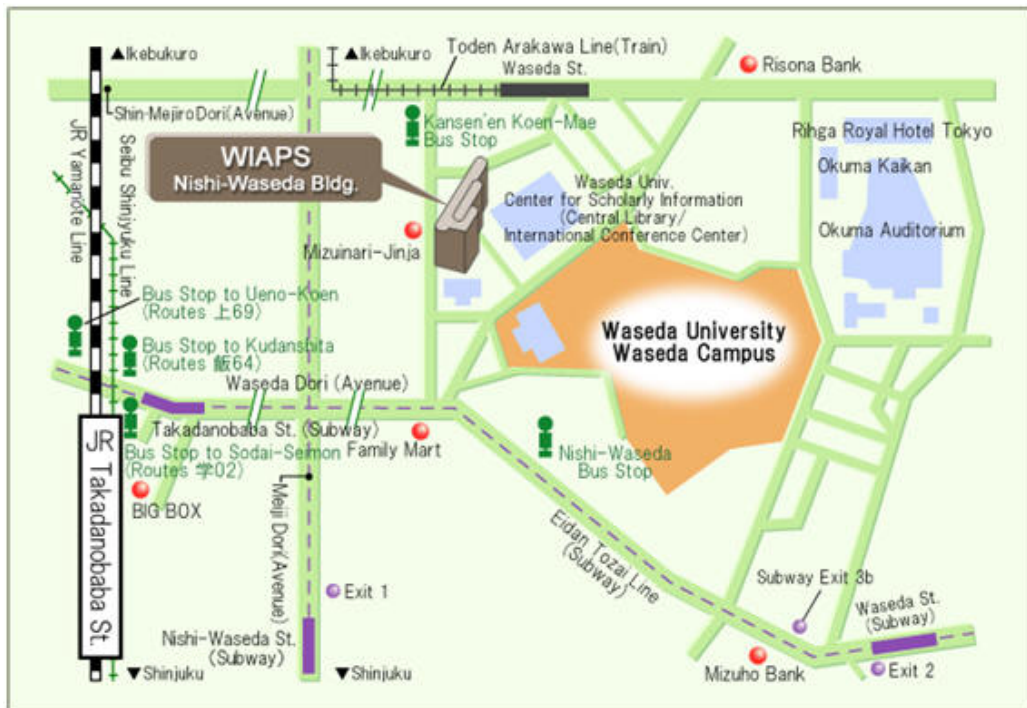 ▲Ikebukuro
▲Ikebukuro
Toden Arakawa Line(Train)
Waseda St.
Risona Bank
Shin-Mejiro Dori(Avenue)
Kansen'en Koen-Mae
Bus Stop
Rihga Royal Hotel Tokyo
Okuma Kaikan
Okuma Auditorium
WIAPS
Nishi-Waseda Bldg.
Waseda Univ.
Center for Scholarly Information
(Central Library/
International Conference Center)
JR Yamanote Line
Seibu Shinjyuku Line
Mizuinari-Jinja
Bus Stop to Ueno-Koen
(Routes 上69)
Bus Stop to Kudanshita
(Routes 飯64)
Waseda University
Waseda Campus
Waseda Dori (Avenue)
Takadanobaba St. (Subway)
Family Mart
Bus Stop to Sodai-Seimon
(Routes 学02)
Nishi-Waseda
Bus Stop
BIG BOX
JR Takadanobaba St.
Meiji Dori(Avenue)
Eidan Tozai Line
(Subway)
Exit 1
Subway Exit 3b
Waseda St.
(Subway)
Nishi-Waseda St.
(Subway)
Mizuho Bank
Exit 2
▼Shinjuku
▼Shinjuku